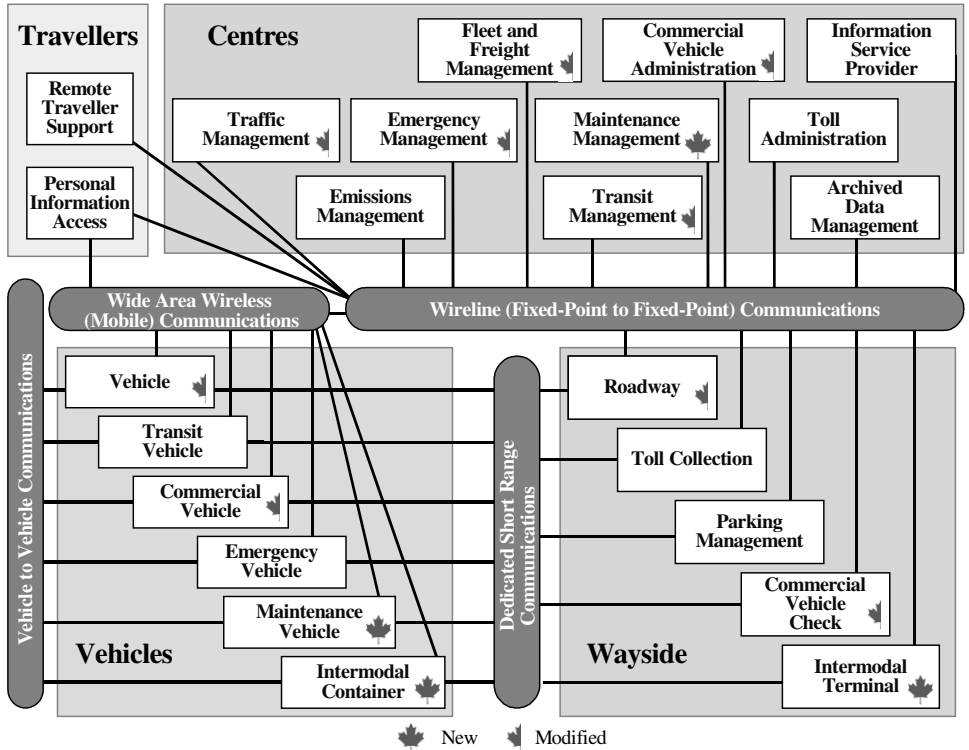 Travellers
Remote
Traveller
Support
Personal
Information
Access
Centres
Fleet and
Freight
Management
Commercial
Vehicle
Administration
Information
Service
Provider
Traffic
Management
Emergency
Management
Maintenance
Management
Toll
Administration
Emissions
Management
Transit
Management
Archived
Data
Management
Wide Area Wireless
(Mobile) Communications
Wireline (Fixed-Point to Fixed-Point) Communications
Vehicle to Vehicle Communications
Vehicle
Transit
Vehicle
Commercial
Vehicle
Emergency
Vehicle
Maintenance
Vehicle
Intermodal
Container
Vehicles
Dedicated Short Range
Communications
Roadway
Toll Collection
Parking
Management
Commercial
Vehicle
Check
Intermodal
Terminal
Wayside
New
Modified